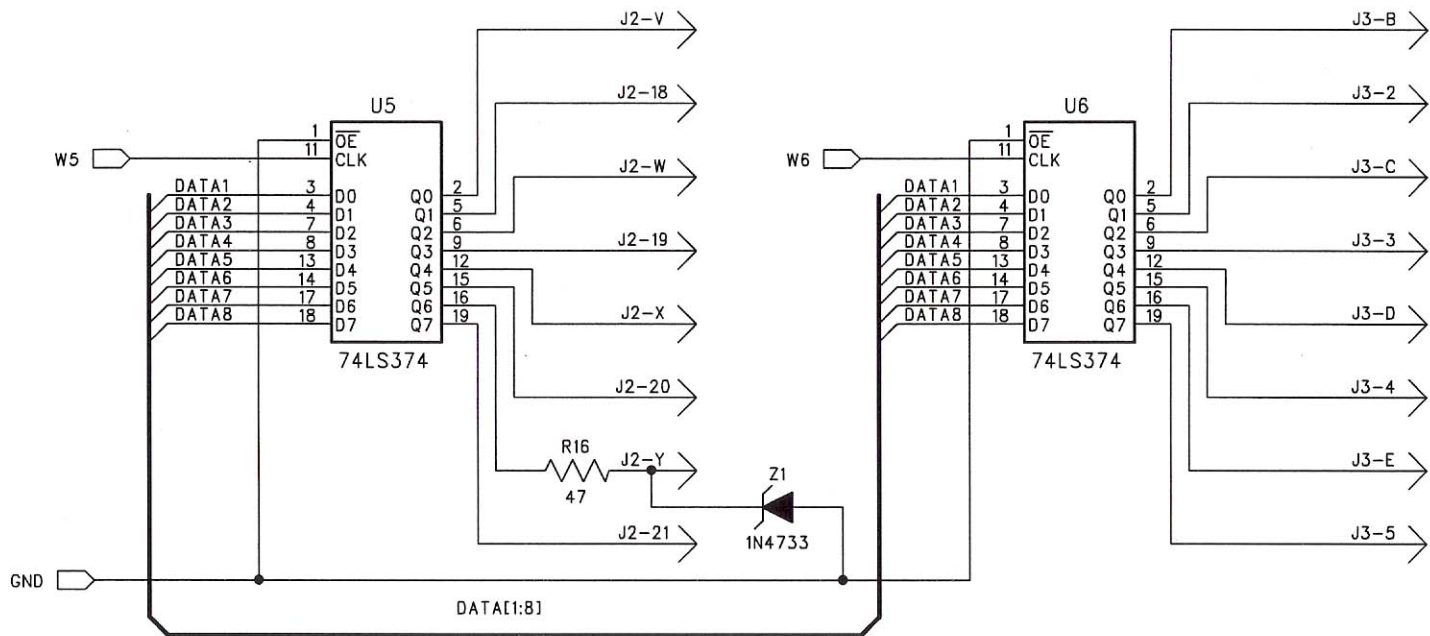 J2-V
J3-B
J2-18
J3-2
U5
U6
1
OE
1
OE
W5
11
CLK
W6
11
CLK
J2-W
J3-C
DATA1
3
D0
Q0
2
DATA1
3
D0
Q0
2
DATA2
4
D1
Q1
5
DATA2
4
D1
Q1
5
DATA3
7
D2
Q2
6
DATA3
7
D2
Q2
6
DATA4
8
D3
Q3
9
J2-19
DATA4
8
D3
Q3
9
J3-3
DATA5
13
D4
Q4
12
DATA5
13
D4
Q4
12
DATA6
14
D5
Q5
15
DATA6
14
D5
Q5
15
DATA7
17
D6
Q6
16
DATA7
17
D6
Q6
16
DATA8
18
D7
Q7
19
J2-X
DATA8
18
D7
Q7
19
J3-D
74LS374
74LS374
J2-20
J3-4
R16
47
J2-Y
J3-E
Z1
1N4733
J2-21
J3-5
GND
DATA[1:8]